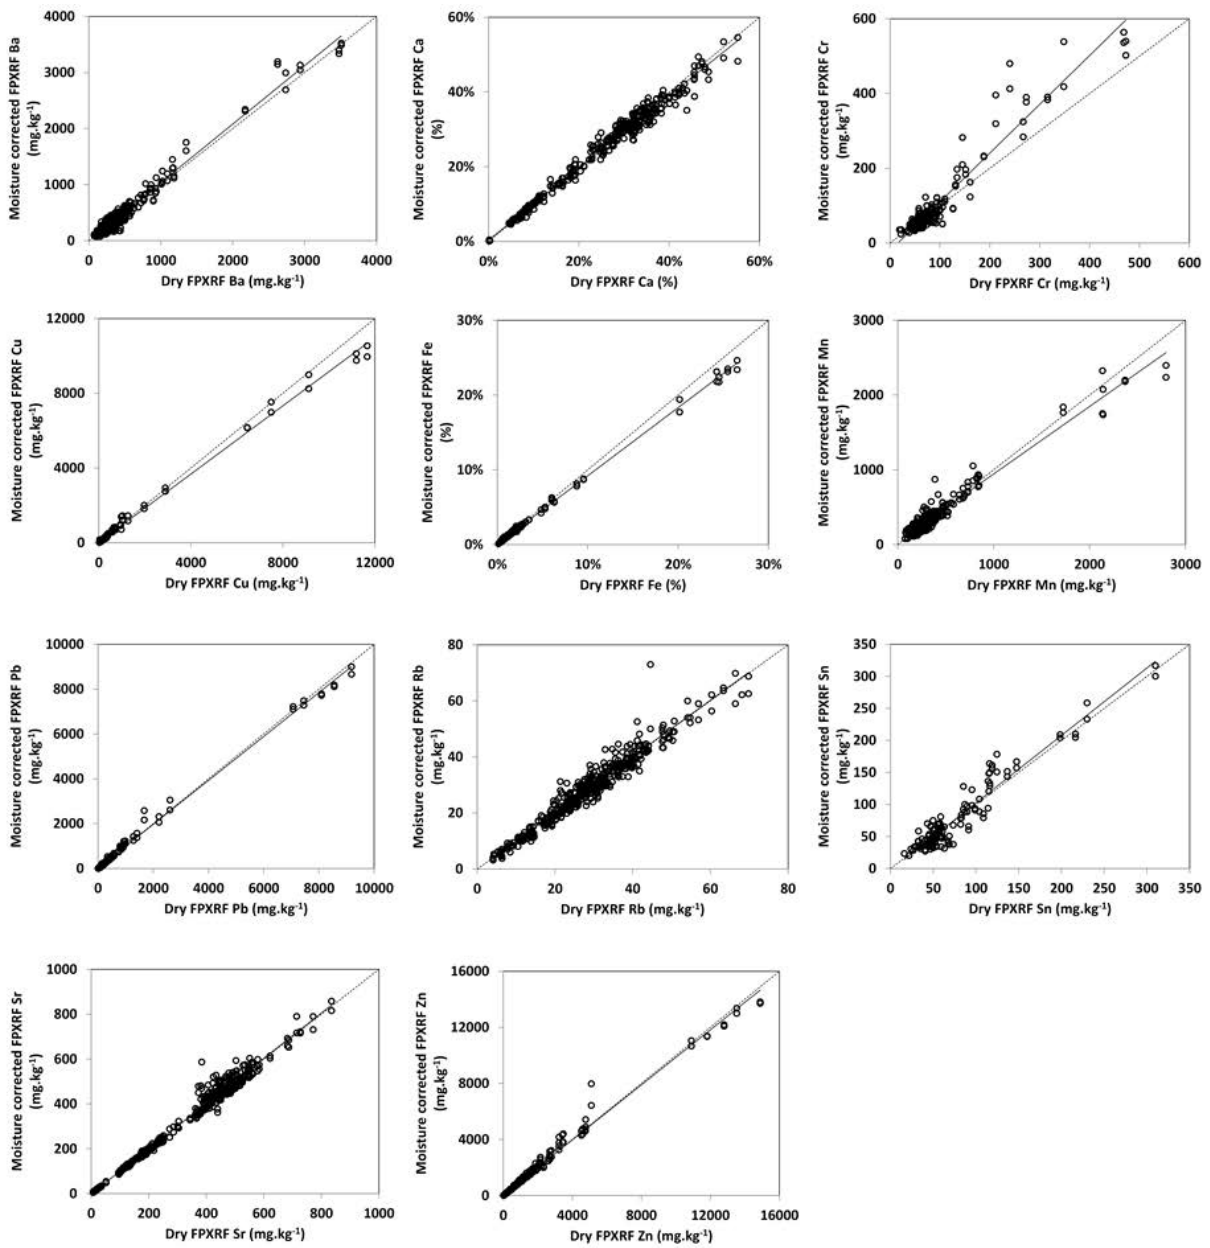 Moisture corrected FPXRF Ba
(mg.kg⁻¹)
4000
3000
2000
1000
0
0 1000 2000 3000 4000
Dry FPXRF Ba (mg.kg⁻¹)
Moisture corrected FPXRF Ca
(%)
60%
40%
20%
0%
0% 20% 40% 60%
Dry FPXRF Ca (%)
Moisture corrected FPXRF Cr
(mg.kg⁻¹)
600
400
200
0
0 100 200 300 400 500 600
Dry FPXRF Cr (mg.kg⁻¹)
Moisture corrected FPXRF Cu
(mg.kg⁻¹)
12000
8000
4000
0
0 4000 8000 12000
Dry FPXRF Cu (mg.kg⁻¹)
Moisture corrected FPXRF Fe
(%)
30%
20%
10%
0%
0% 10% 20% 30%
Dry FPXRF Fe (%)
Moisture corrected FPXRF Mn
(mg.kg⁻¹)
3000
2000
1000
0
0 1000 2000 3000
Dry FPXRF Mn (mg.kg⁻¹)
Moisture corrected FPXRF Pb
(mg.kg⁻¹)
10000
8000
6000
4000
2000
0
0 2000 4000 6000 8000 10000
Dry FPXRF Pb (mg.kg⁻¹)
Moisture corrected FPXRF Rb
(mg.kg⁻¹)
80
60
40
20
0
0 20 40 60 80
Dry FPXRF Rb (mg.kg⁻¹)
Moisture corrected FPXRF Sn
(mg.kg⁻¹)
350
300
250
200
150
100
50
0
0 50 100 150 200 250 300 350
Dry FPXRF Sn (mg.kg⁻¹)
Moisture corrected FPXRF Sr
(mg.kg⁻¹)
1000
800
600
400
200
0
0 200 400 600 800 1000
Dry FPXRF Sr (mg.kg⁻¹)
Moisture corrected FPXRF Zn
(mg.kg⁻¹)
16000
12000
8000
4000
0
0 4000 8000 12000 16000
Dry FPXRF Zn (mg.kg⁻¹)